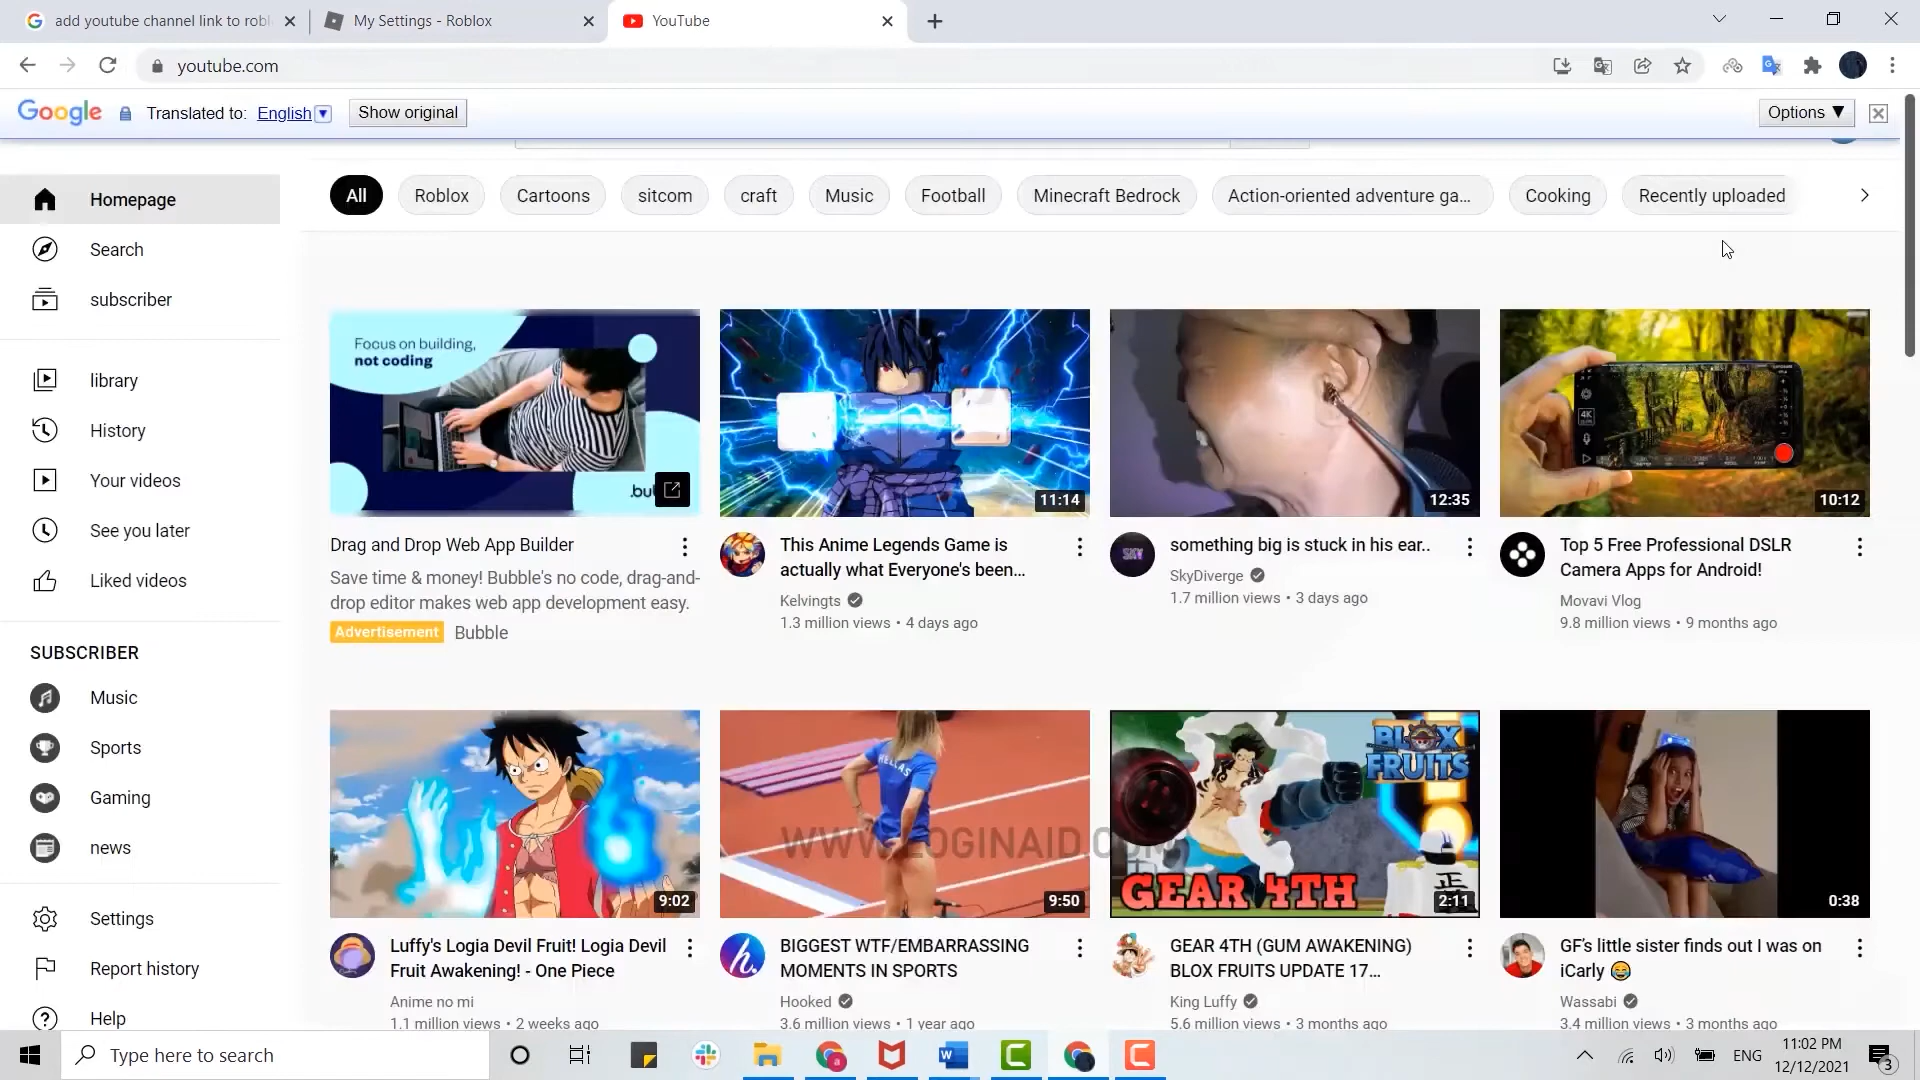 add youtube channel link to robl
My Settings - Roblox
YouTube
youtube.com
Google
Translated to:
English
Show original
Options ▼
Homepage
Search
subscriber
library
History
Your videos
See you later
Liked videos
SUBSCRIBER
Music
Sports
Gaming
news
Settings
Report history
Help
All
Roblox
Cartoons
sitcom
craft
Music
Football
Minecraft Bedrock
Action-oriented adventure ga...
Cooking
Recently uploaded
Focus on building,
not coding
.bu
Drag and Drop Web App Builder
Save time & money! Bubble's no code, drag-and-
drop editor makes web app development easy.
Advertisement Bubble
11:14
This Anime Legends Game is
actually what Everyone's been...
Kelvingts
1.3 million views • 4 days ago
12:35
SKY
something big is stuck in his ear..
SkyDiverge
1.7 million views • 3 days ago
4K
10:12
Top 5 Free Professional DSLR
Camera Apps for Android!
Movavi Vlog
9.8 million views • 9 months ago
9:02
Luffy's Logia Devil Fruit! Logia Devil
Fruit Awakening! - One Piece
Anime no mi
1.1 million views • 2 weeks ago
HELLAS
9:50
h.
BIGGEST WTF/EMBARRASSING
MOMENTS IN SPORTS
Hooked
3.6 million views • 1 year ago
WWW.LOGINAID.COM
BLOX
FRUITS
GEAR 4TH
正
2:11
GEAR 4TH (GUM AWAKENING)
BLOX FRUITS UPDATE 17...
King Luffy
5.6 million views • 3 months ago
0:38
GF's little sister finds out I was on
iCarly 😂
Wassabi
3.4 million views • 3 months ago
Type here to search
ENG
11:02 PM
12/12/2021
3